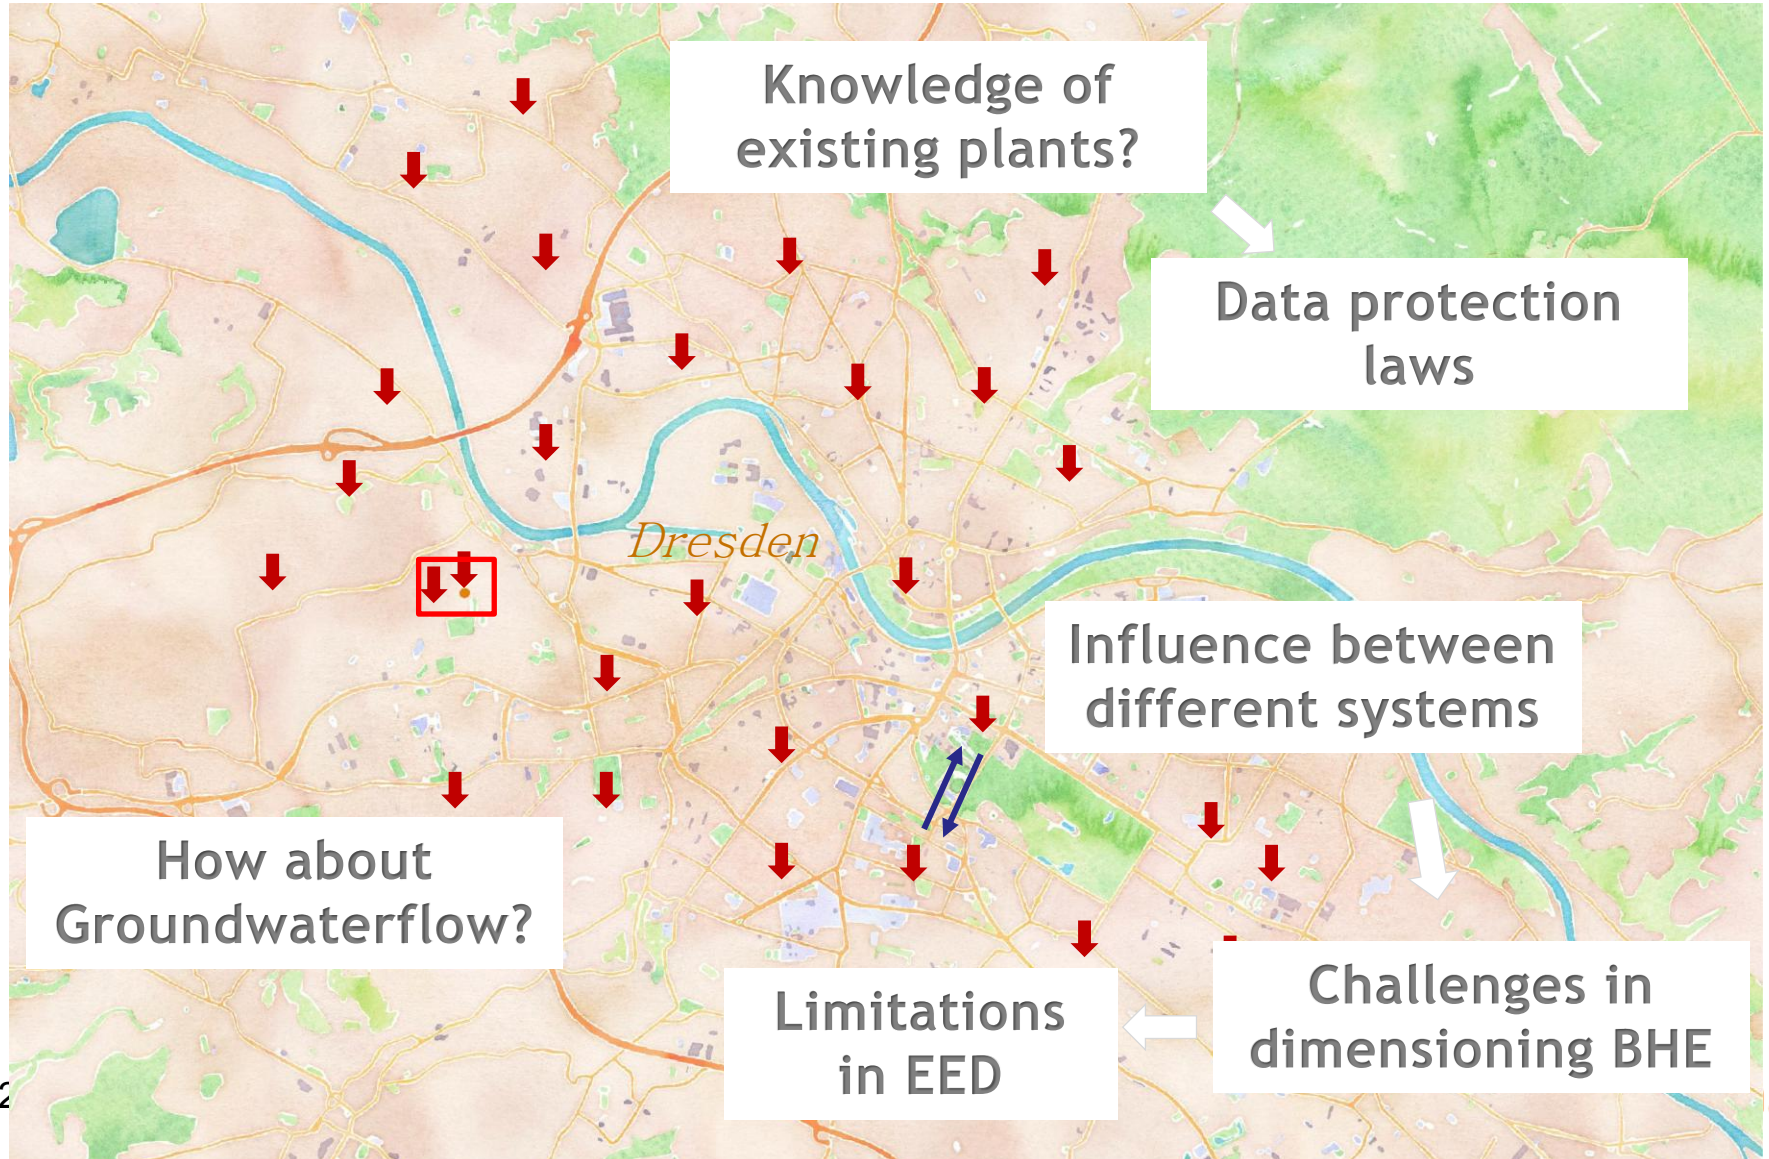 Knowledge of
existing plants?
Data protection
laws
Dresden
Influence between
different systems
How about
Groundwaterflow?
Challenges in
dimensioning BHE
Limitations
in EED
2